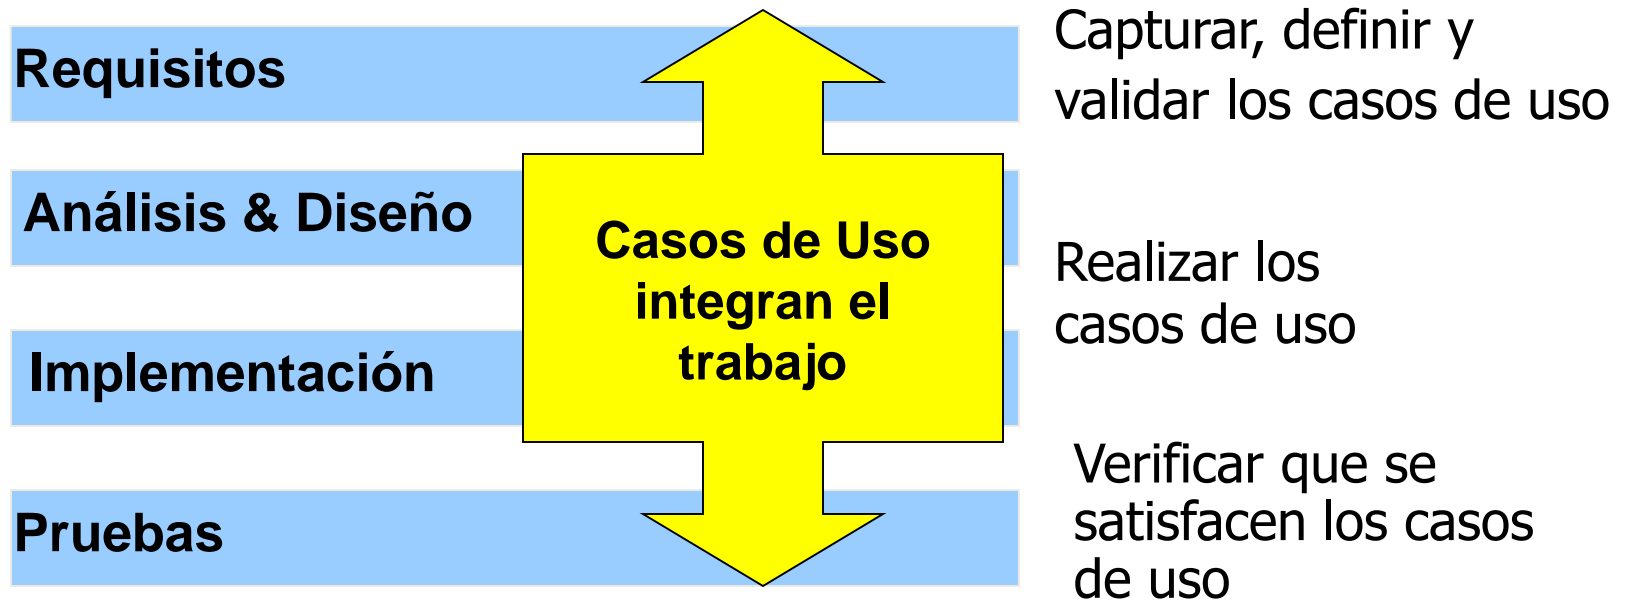 Requisitos
Capturar, definir y
validar los casos de uso
Análisis & Diseño
Casos de Uso
integran el
trabajo
Realizar los
casos de uso
Implementación
Pruebas
Verificar que se
satisfacen los casos
de uso